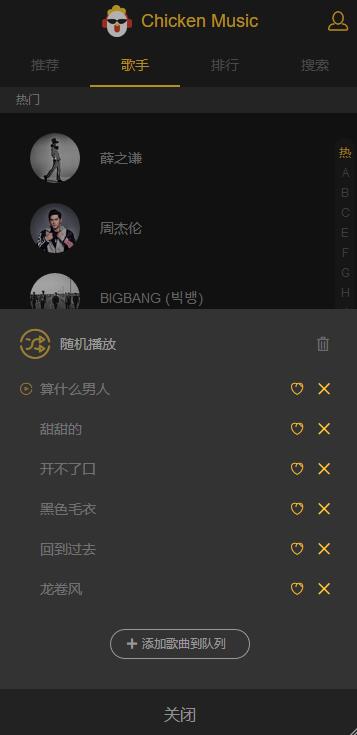 Chicken Music
推荐 歌手 排行 搜索
热门
薛之谦
周杰伦
BIGBANG (빅뱅)
热
A
B
C
E
F
G
H
随机播放
算什么男人
甜甜的
开不了口
黑色毛衣
回到过去
龙卷风
添加歌曲到队列
关闭